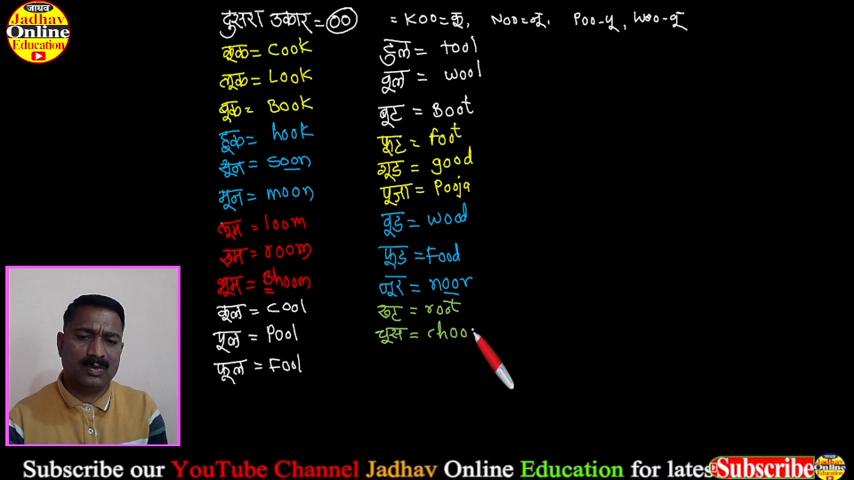 जाधव
Jadhav
Online
Education
दुसरा उकार = oo = Koo=कू, Noo=नू, Poo-पू, Woo-वू
कूक= Cook
लूक= Look
बूक= Book
हूक= hook
सून= soon
मून= moon
लूम= loom
रूम= room
भूम= Bhoom
कूल= Cool
पूल= Pool
फूल= Fool
टूल= tool
वूल= wool
बूट= Boot
फूट= foot
गूड= good
पूजा= Pooja
वूड= wood
फूड=Food
नूर= noor
रूट= root
चूस= choo
Subscribe our YouTube Channel Jadhav Online Education for lates
Subscribe